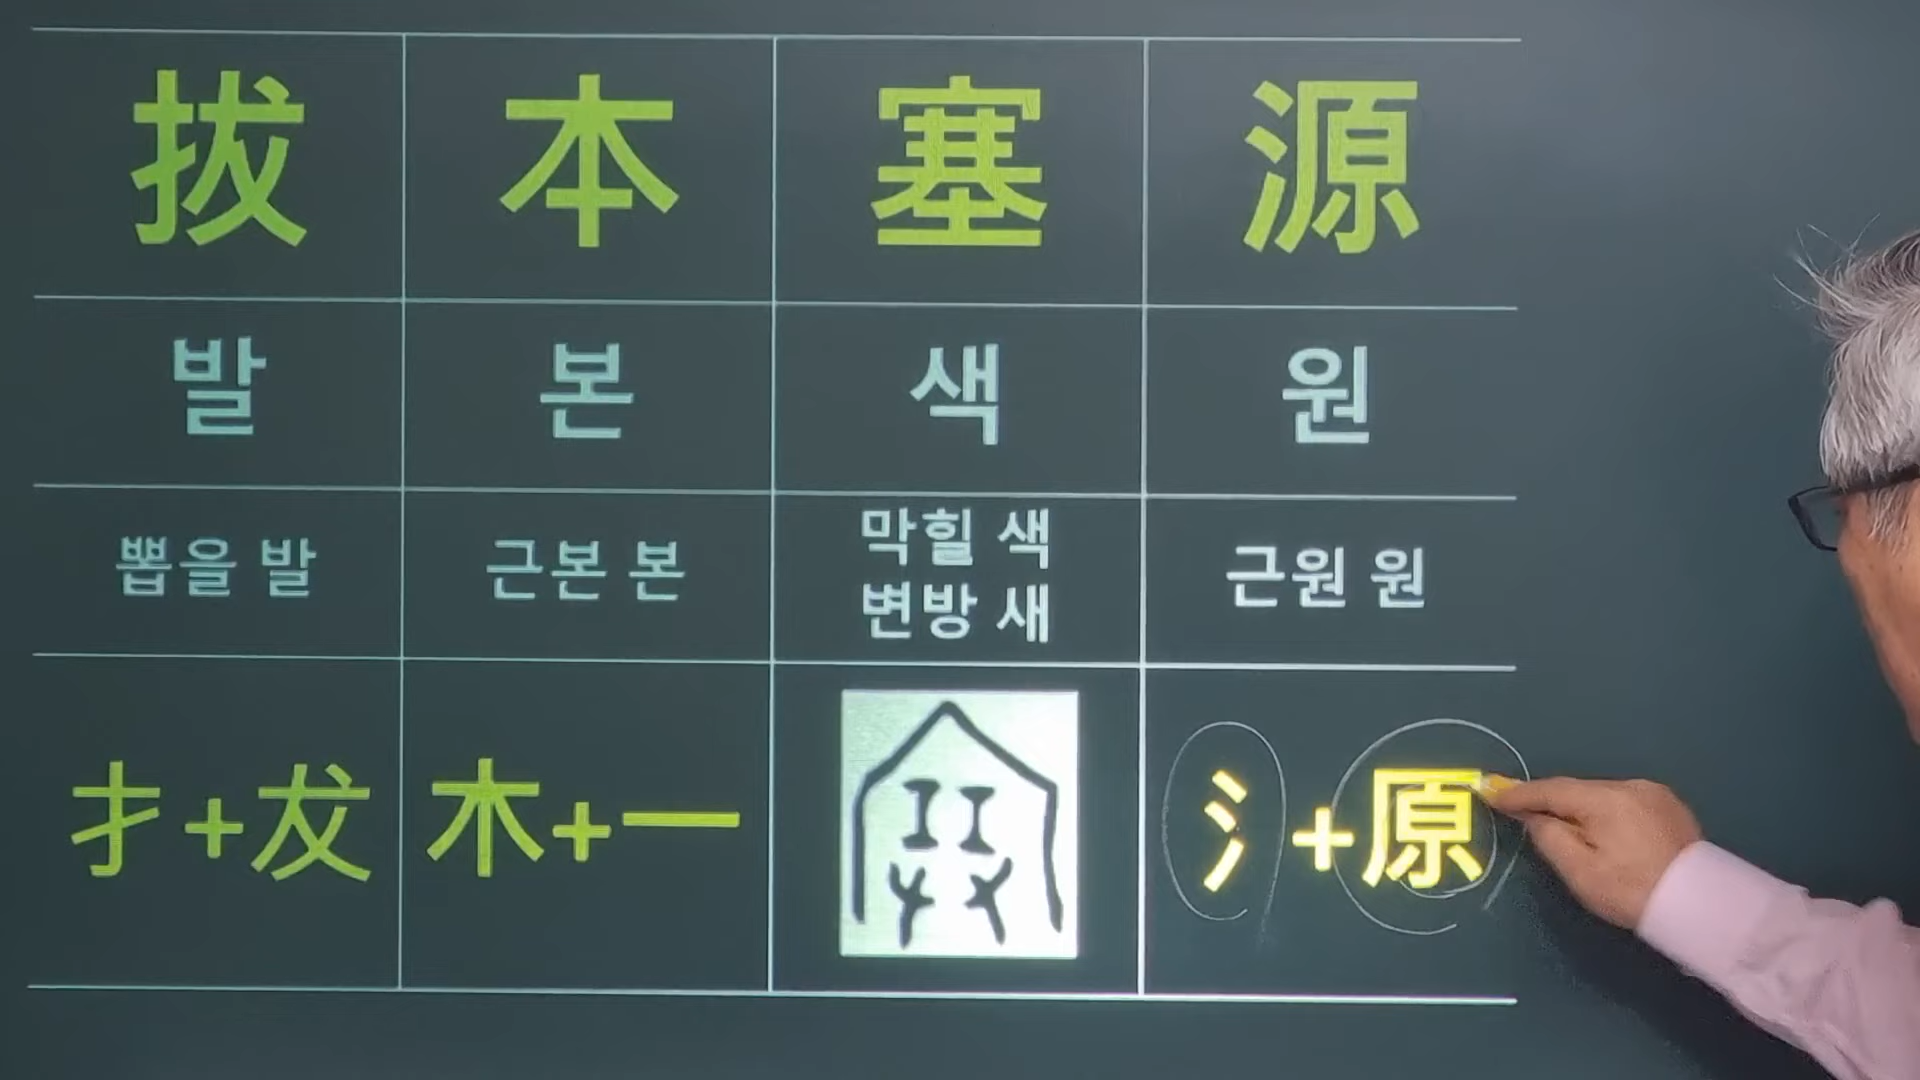 拔 本 塞 源
발 본 색 원
뽑을 발 근본 본 막힐 색 근원 원
변방 새
扌+犮 木+一 氵+原